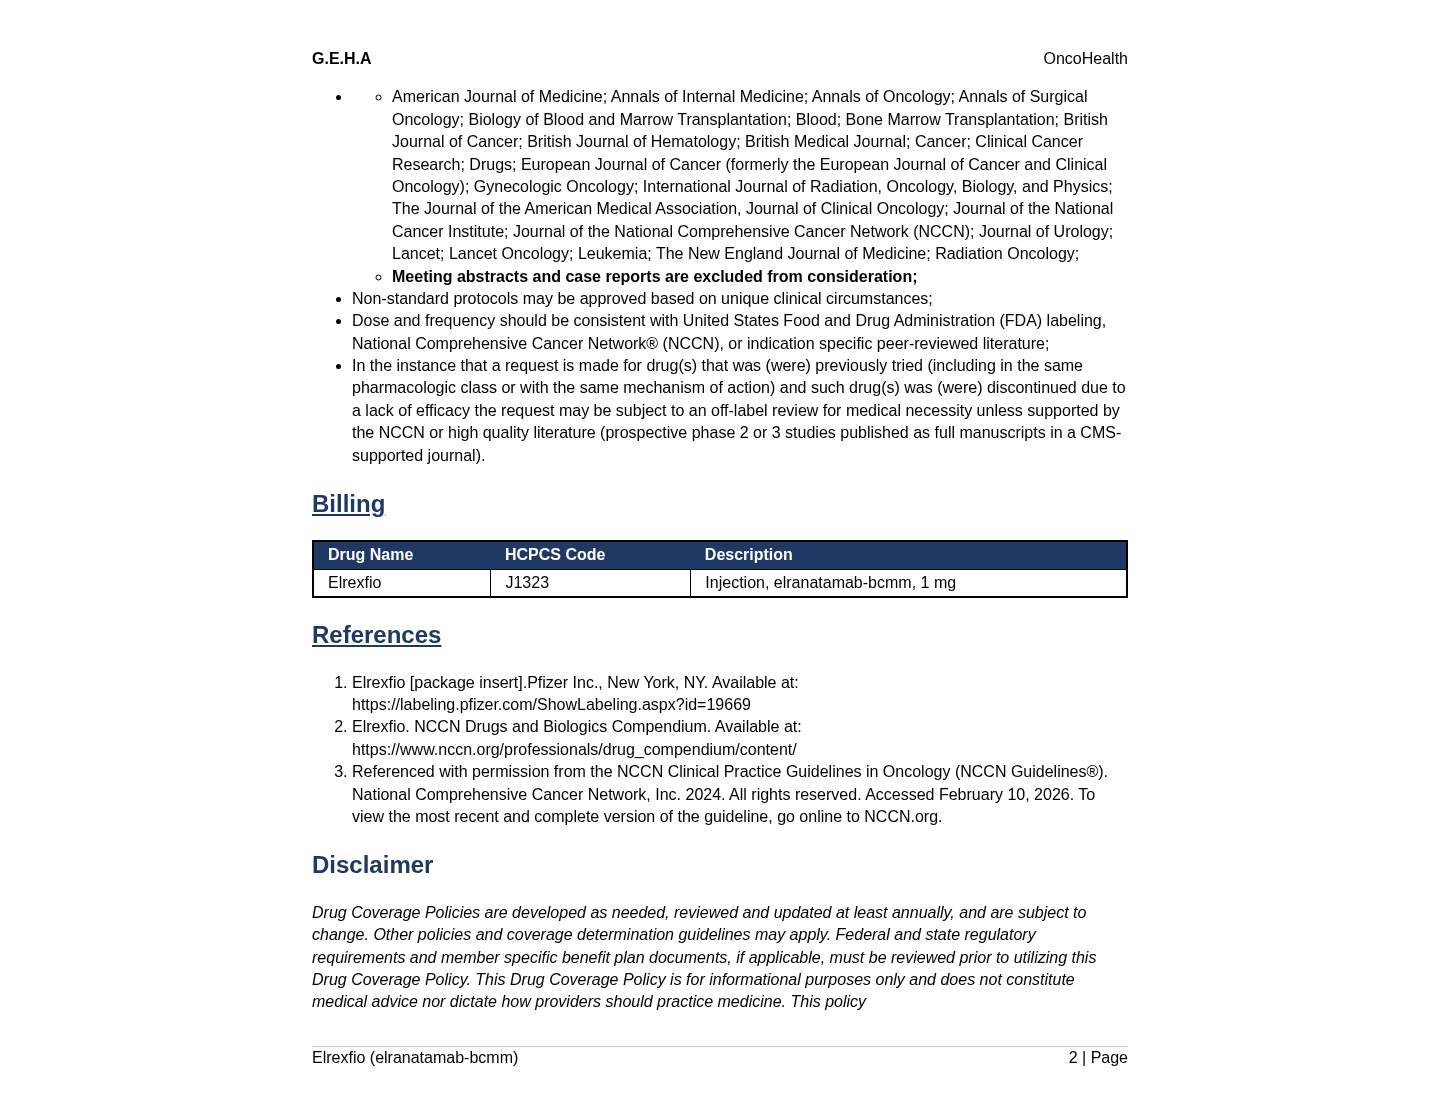 G.E.H.A
OncoHealth
American Journal of Medicine; Annals of Internal Medicine; Annals of Oncology; Annals of Surgical
Oncology; Biology of Blood and Marrow Transplantation; Blood; Bone Marrow Transplantation; British
Journal of Cancer; British Journal of Hematology; British Medical Journal; Cancer; Clinical Cancer
Research; Drugs; European Journal of Cancer (formerly the European Journal of Cancer and Clinical
Oncology); Gynecologic Oncology; International Journal of Radiation, Oncology, Biology, and Physics;
The Journal of the American Medical Association, Journal of Clinical Oncology; Journal of the National
Cancer Institute; Journal of the National Comprehensive Cancer Network (NCCN); Journal of Urology;
Lancet; Lancet Oncology; Leukemia; The New England Journal of Medicine; Radiation Oncology;
Meeting abstracts and case reports are excluded from consideration;
Non-standard protocols may be approved based on unique clinical circumstances;
Dose and frequency should be consistent with United States Food and Drug Administration (FDA) labeling,
National Comprehensive Cancer Network® (NCCN), or indication specific peer-reviewed literature;
In the instance that a request is made for drug(s) that was (were) previously tried (including in the same
pharmacologic class or with the same mechanism of action) and such drug(s) was (were) discontinued due to
a lack of efficacy the request may be subject to an off-label review for medical necessity unless supported by
the NCCN or high quality literature (prospective phase 2 or 3 studies published as full manuscripts in a CMS-
supported journal).
Billing
Drug Name HCPCS Code Description
Elrexfio J1323 Injection, elranatamab-bcmm, 1 mg
References
1. Elrexfio [package insert].Pfizer Inc., New York, NY. Available at:
https://labeling.pfizer.com/ShowLabeling.aspx?id=19669
2. Elrexfio. NCCN Drugs and Biologics Compendium. Available at:
https://www.nccn.org/professionals/drug_compendium/content/
3. Referenced with permission from the NCCN Clinical Practice Guidelines in Oncology (NCCN Guidelines®).
National Comprehensive Cancer Network, Inc. 2024. All rights reserved. Accessed February 10, 2026. To
view the most recent and complete version of the guideline, go online to NCCN.org.
Disclaimer
Drug Coverage Policies are developed as needed, reviewed and updated at least annually, and are subject to
change. Other policies and coverage determination guidelines may apply. Federal and state regulatory
requirements and member specific benefit plan documents, if applicable, must be reviewed prior to utilizing this
Drug Coverage Policy. This Drug Coverage Policy is for informational purposes only and does not constitute
medical advice nor dictate how providers should practice medicine. This policy
Elrexfio (elranatamab-bcmm)
2 | Page